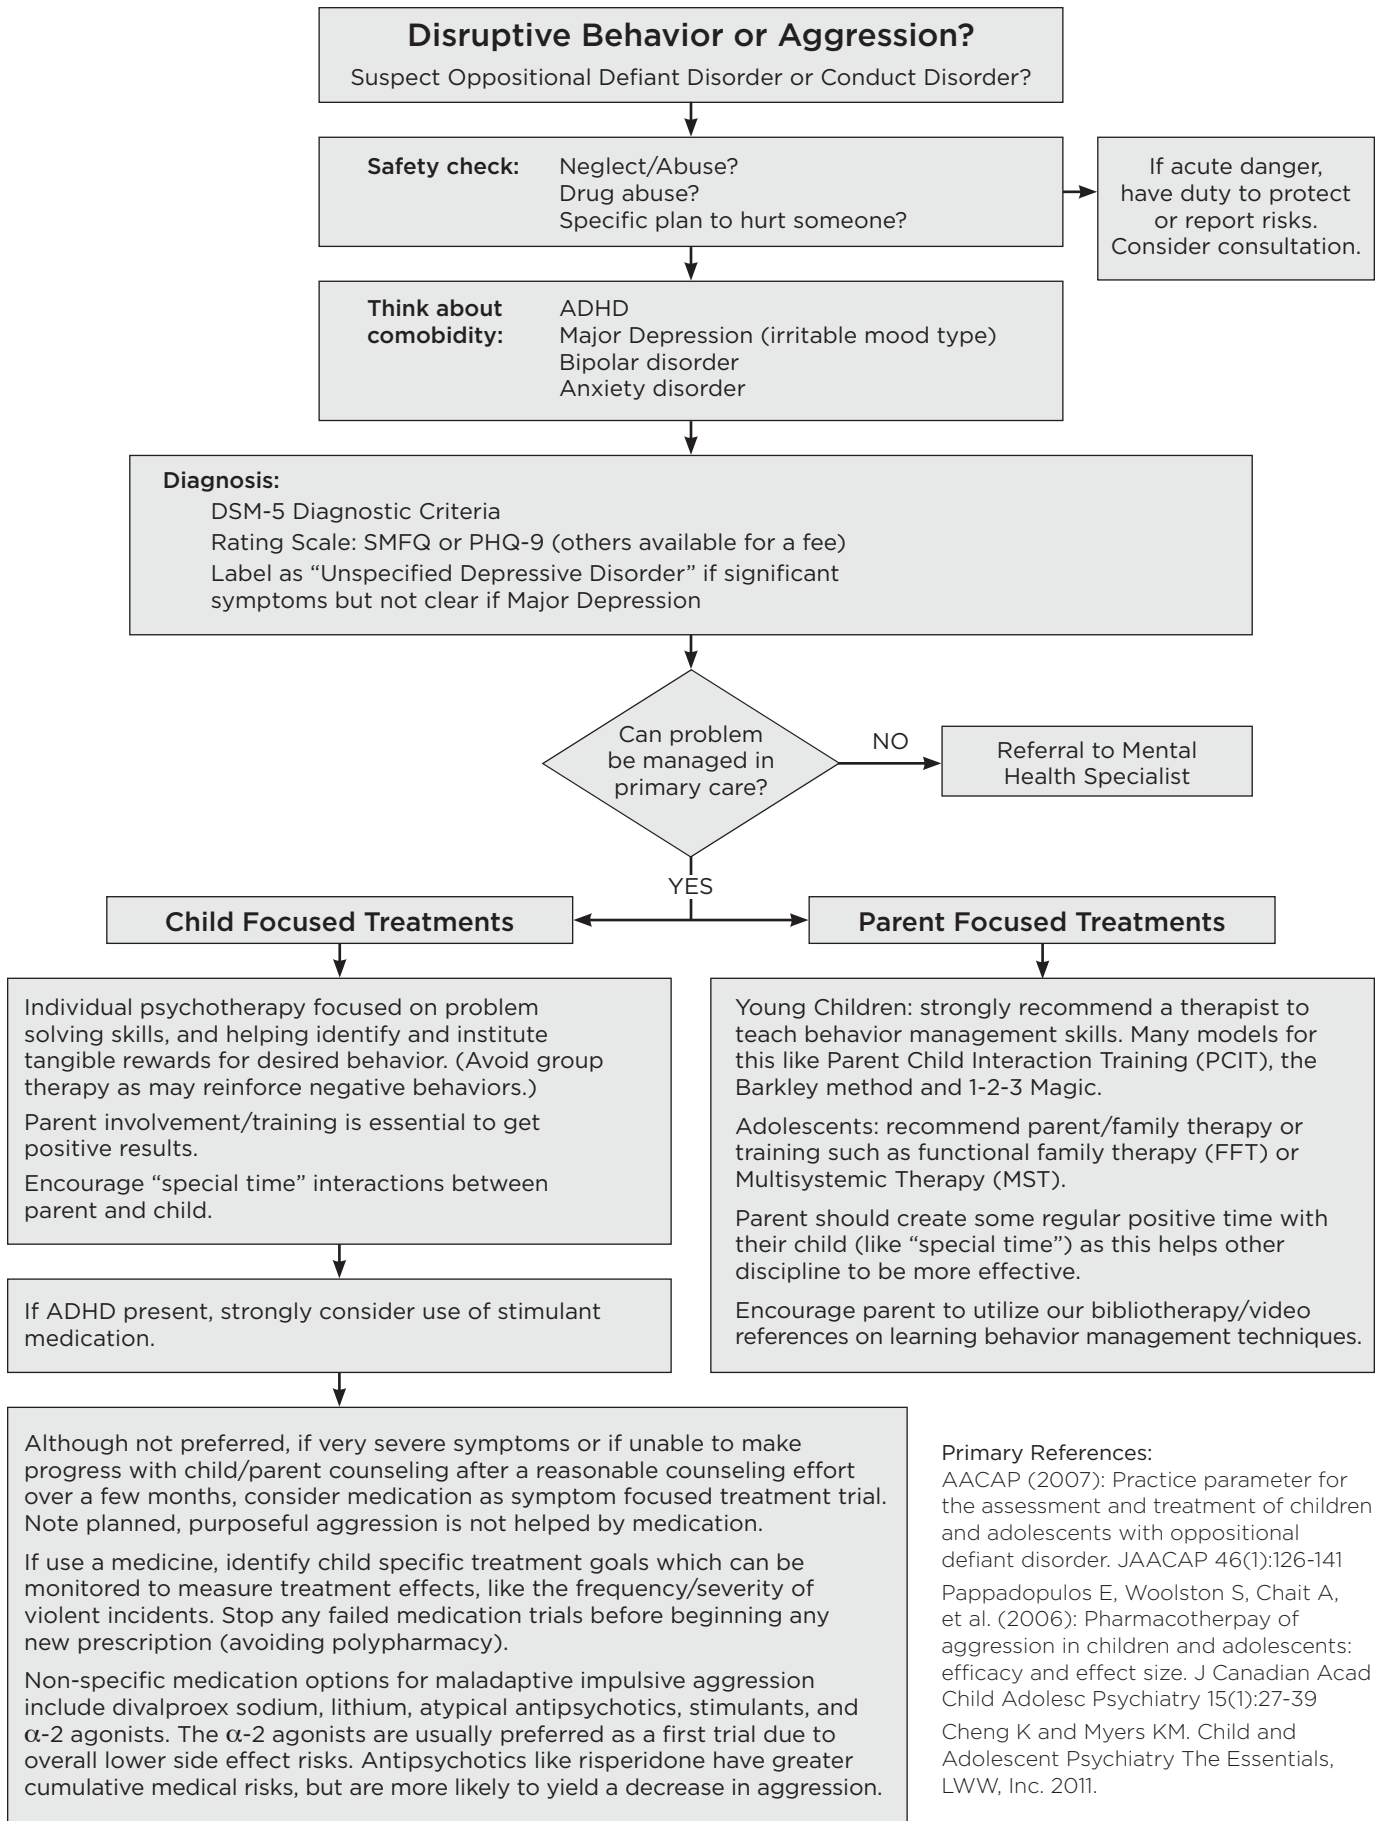 Disruptive Behavior or Aggression?
Suspect Oppositional Defiant Disorder or Conduct Disorder?
Safety check: Neglect/Abuse?
Drug abuse?
Specific plan to hurt someone?
If acute danger,
have duty to protect
or report risks.
Consider consultation.
Think about ADHD
comobidity: Major Depression (irritable mood type)
Bipolar disorder
Anxiety disorder
Diagnosis:
DSM-5 Diagnostic Criteria
Rating Scale: SMFQ or PHQ-9 (others available for a fee)
Label as “Unspecified Depressive Disorder” if significant
symptoms but not clear if Major Depression
Can problem
be managed in
primary care?
NO
Referral to Mental
Health Specialist
YES
Child Focused Treatments
Individual psychotherapy focused on problem
solving skills, and helping identify and institute
tangible rewards for desired behavior. (Avoid group
therapy as may reinforce negative behaviors.)
Parent involvement/training is essential to get
positive results.
Encourage “special time” interactions between
parent and child.
If ADHD present, strongly consider use of stimulant
medication.
Parent Focused Treatments
Young Children: strongly recommend a therapist to
teach behavior management skills. Many models for
this like Parent Child Interaction Training (PCIT), the
Barkley method and 1-2-3 Magic.
Adolescents: recommend parent/family therapy or
training such as functional family therapy (FFT) or
Multisystemic Therapy (MST).
Parent should create some regular positive time with
their child (like “special time”) as this helps other
discipline to be more effective.
Encourage parent to utilize our bibliotherapy/video
references on learning behavior management techniques.
Although not preferred, if very severe symptoms or if unable to make
progress with child/parent counseling after a reasonable counseling effort
over a few months, consider medication as symptom focused treatment trial.
Note planned, purposeful aggression is not helped by medication.
If use a medicine, identify child specific treatment goals which can be
monitored to measure treatment effects, like the frequency/severity of
violent incidents. Stop any failed medication trials before beginning any
new prescription (avoiding polypharmacy).
Non-specific medication options for maladaptive impulsive aggression
include divalproex sodium, lithium, atypical antipsychotics, stimulants, and
α-2 agonists. The α-2 agonists are usually preferred as a first trial due to
overall lower side effect risks. Antipsychotics like risperidone have greater
cumulative medical risks, but are more likely to yield a decrease in aggression.
Primary References:
AACAP (2007): Practice parameter for
the assessment and treatment of children
and adolescents with oppositional
defiant disorder. JAACAP 46(1):126-141
Pappadopulos E, Woolston S, Chait A,
et al. (2006): Pharmacotherpay of
aggression in children and adolescents:
efficacy and effect size. J Canadian Acad
Child Adolesc Psychiatry 15(1):27-39
Cheng K and Myers KM. Child and
Adolescent Psychiatry The Essentials,
LWW, Inc. 2011.